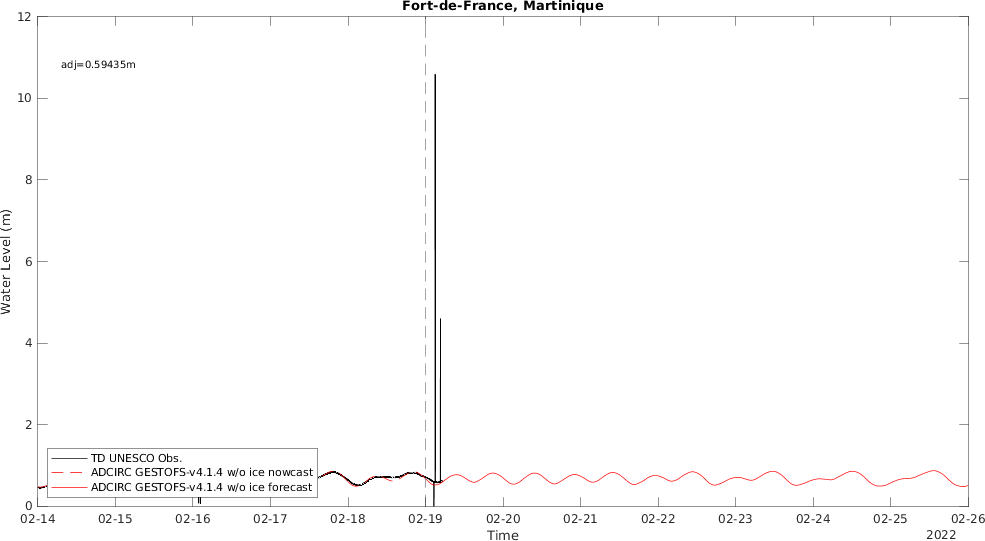 Fort-de-France, Martinique
12
10
8
6
4
2
0
Water Level (m)
adj=0.59435m
TD UNESCO Obs.
ADCIRC GESTOFS-v4.1.4 w/o ice nowcast
ADCIRC GESTOFS-v4.1.4 w/o ice forecast
02-14 02-15 02-16 02-17 02-18 02-19 02-20 02-21 02-22 02-23 02-24 02-25 02-26
Time
2022